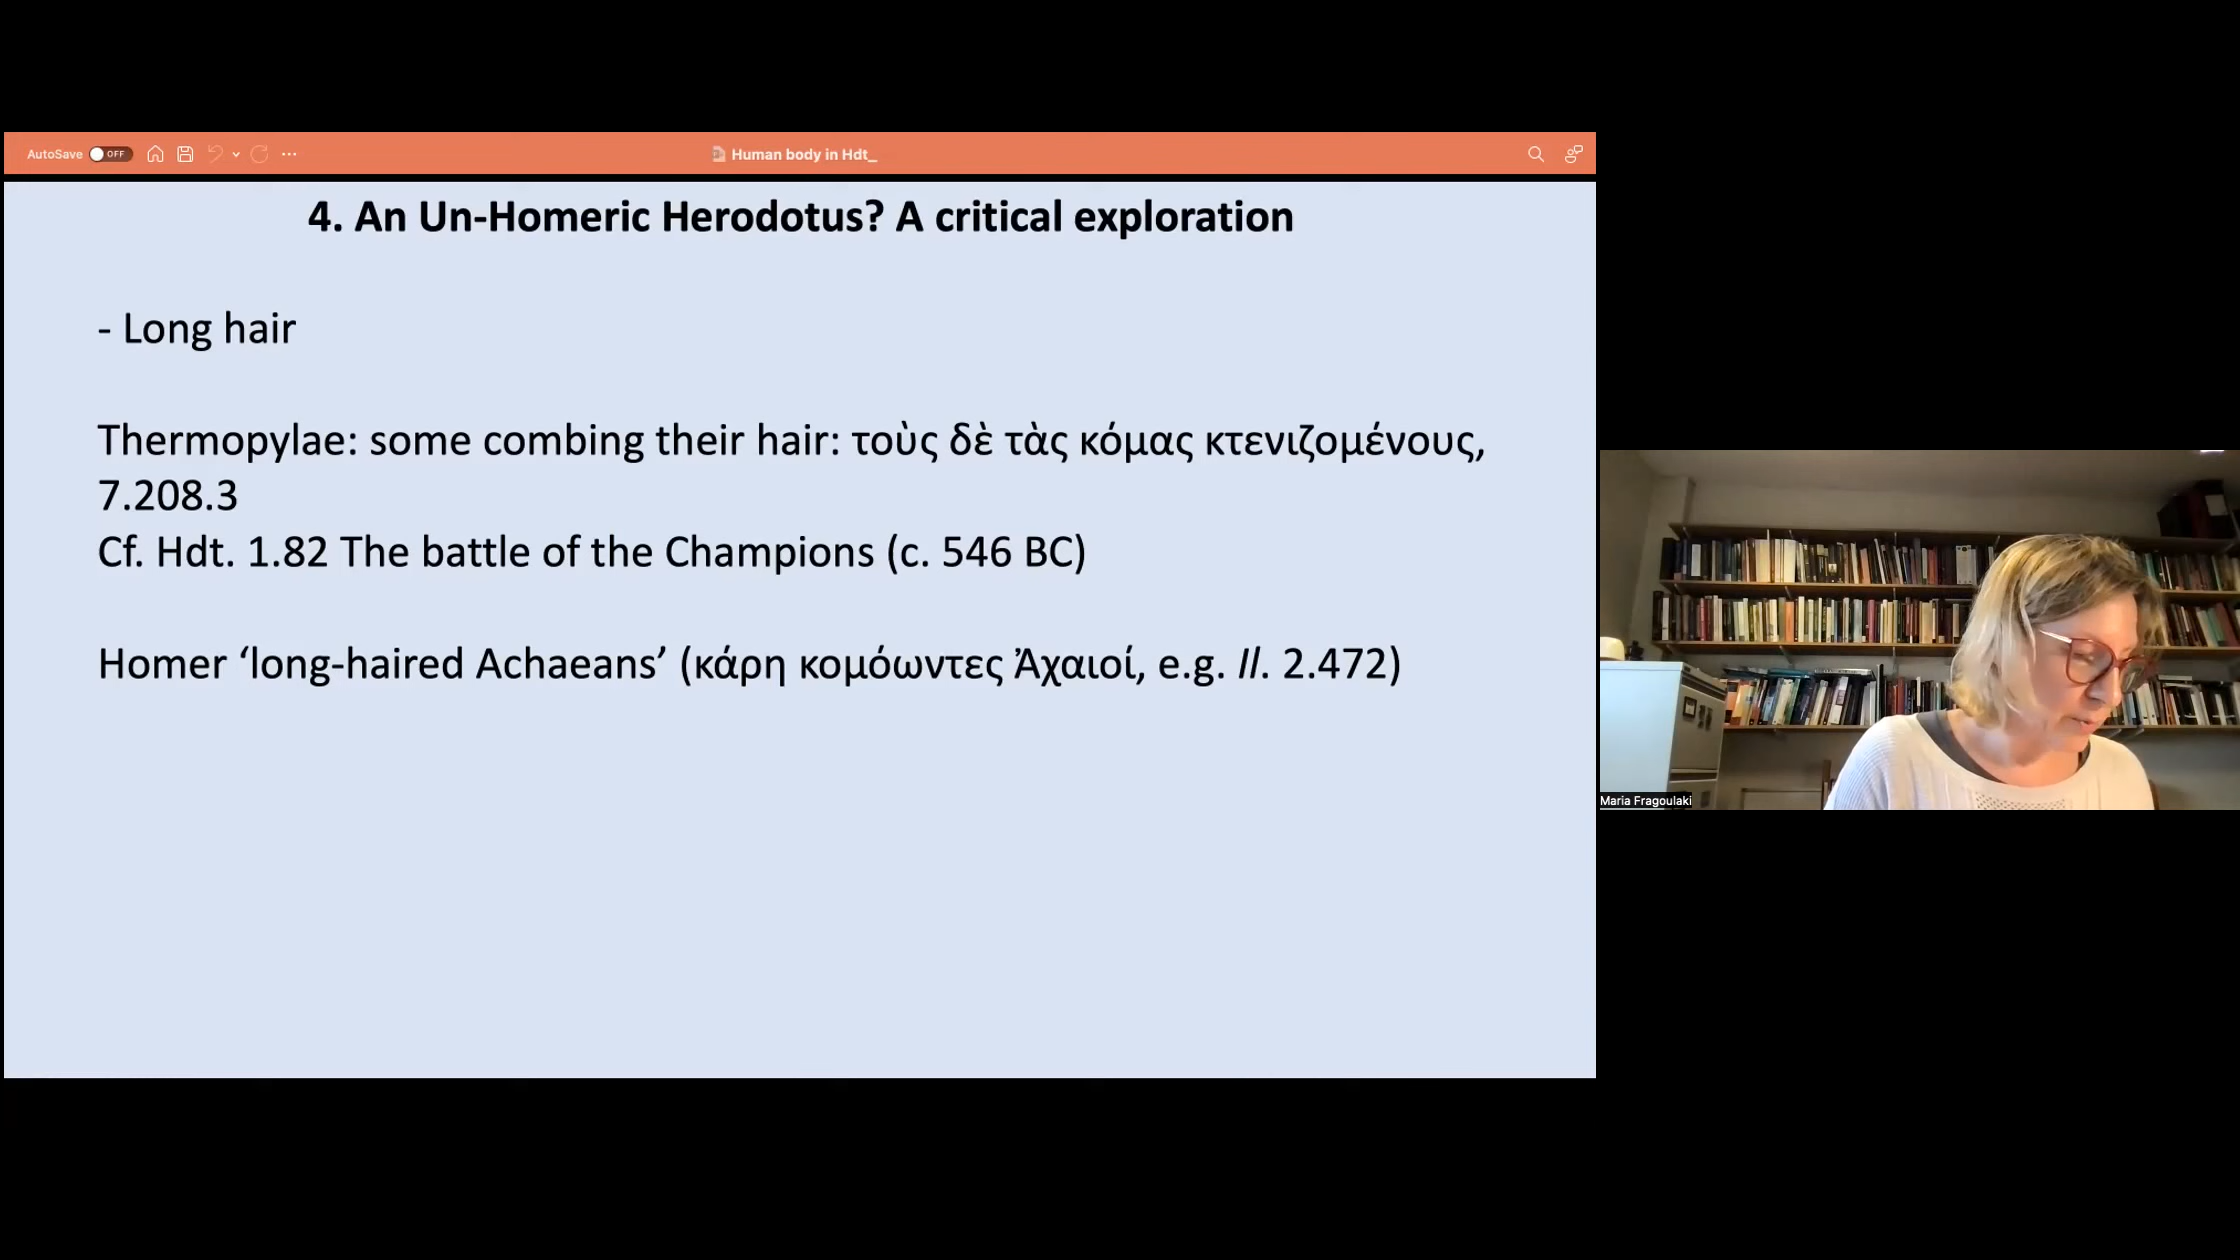 AutoSave OFF
Human body in Hdt_
4. An Un-Homeric Herodotus? A critical exploration
- Long hair
Thermopylae: some combing their hair: τοὺς δὲ τὰς κόμας κτενιζομένους,
7.208.3
Cf. Hdt. 1.82 The battle of the Champions (c. 546 BC)
Homer ‘long-haired Achaeans’ (κάρη κομόωντες Ἀχαιοί, e.g. Il. 2.472)
Maria Fragoulaki